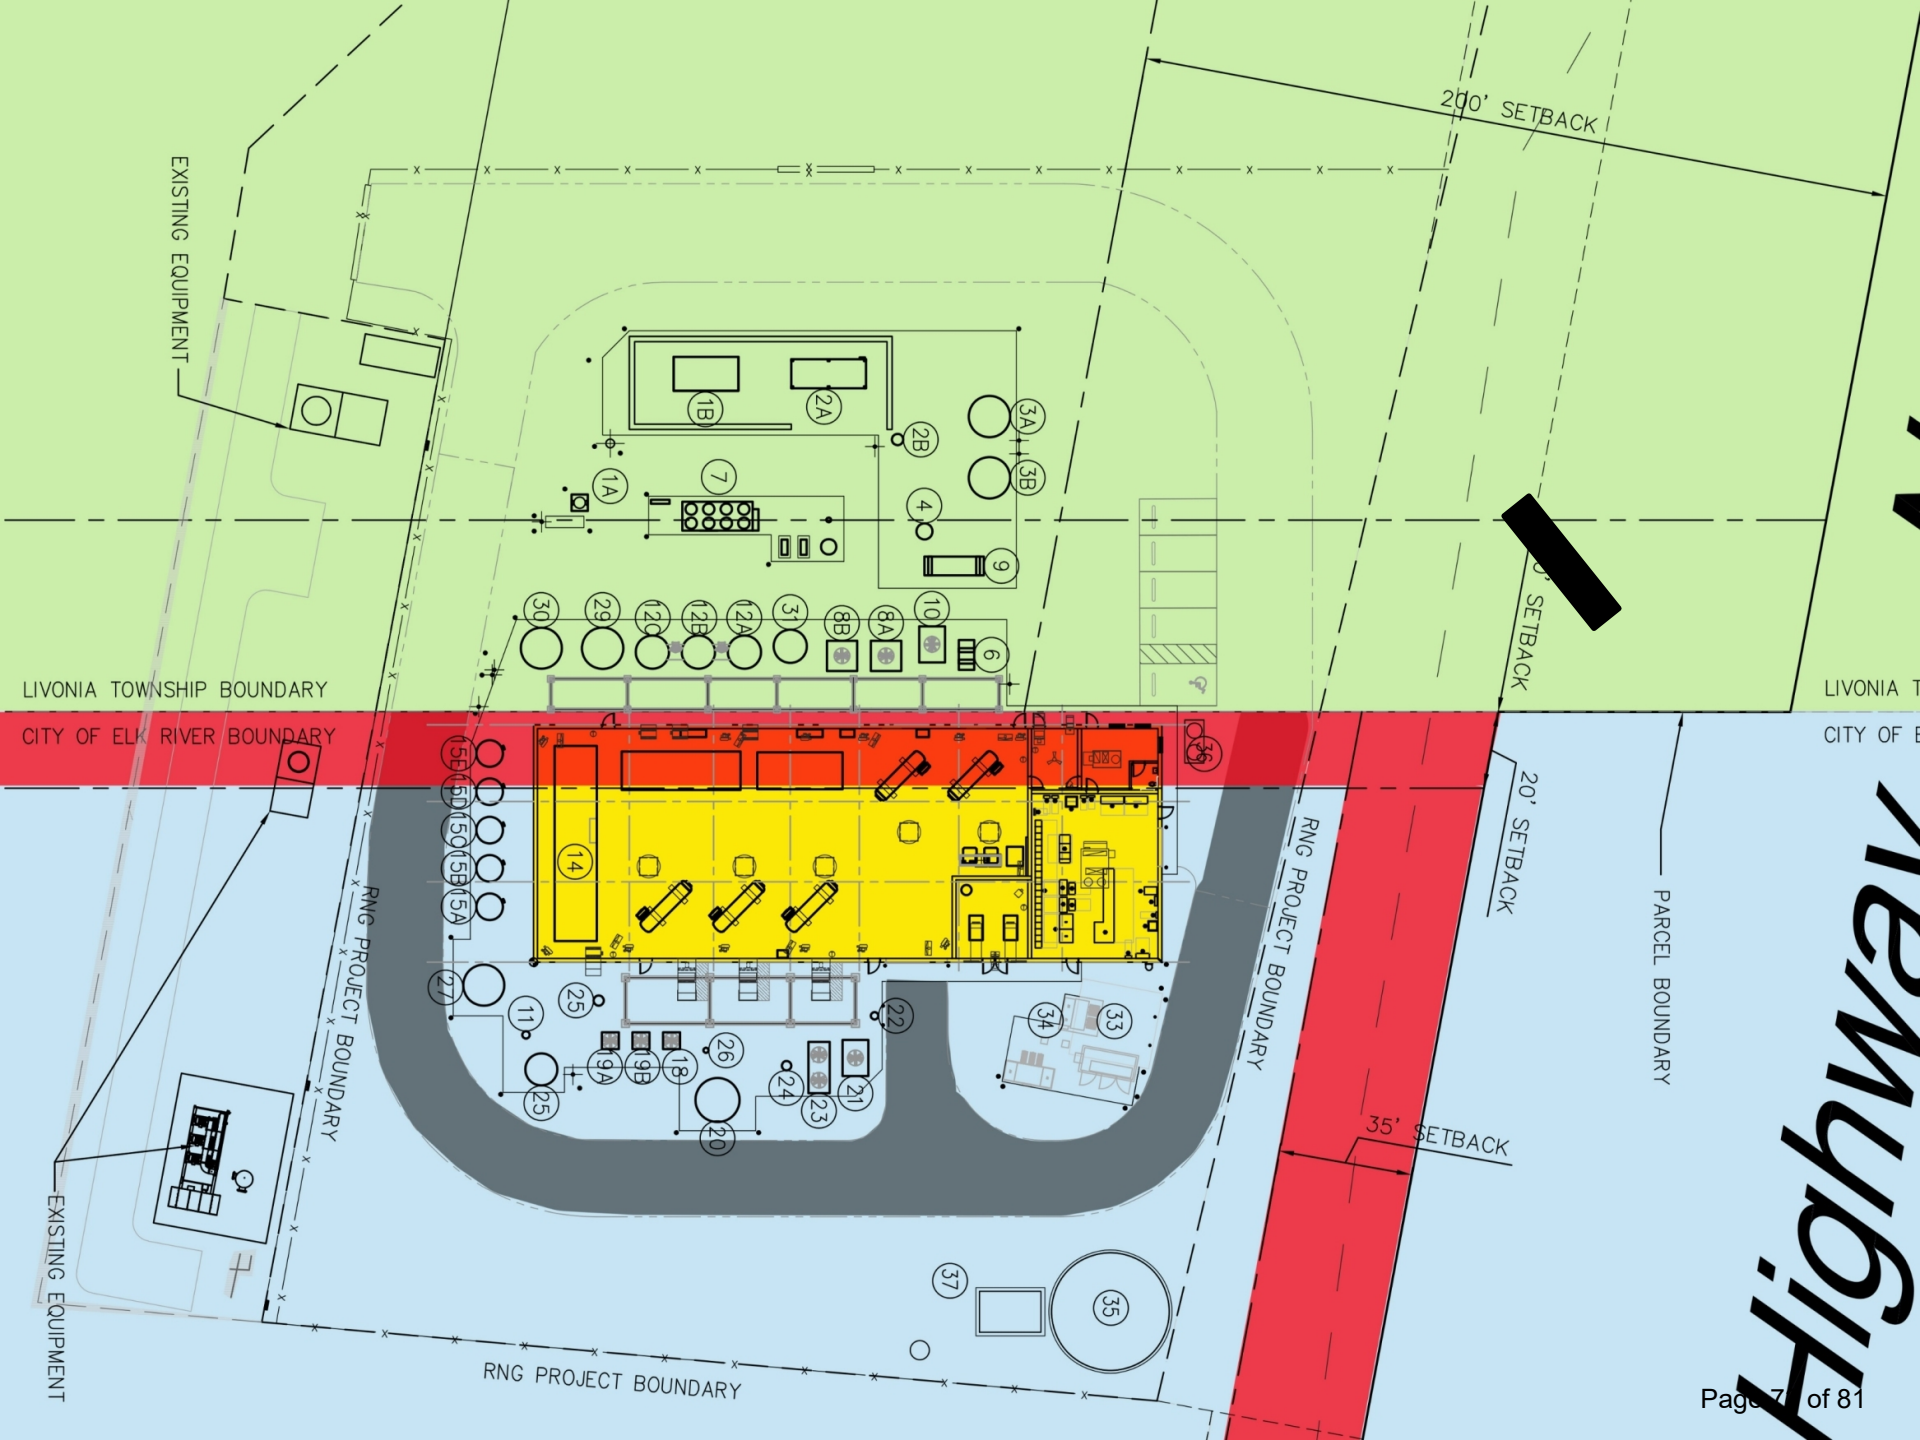 200' SETBACK
EXISTING EQUIPMENT
1B
2A
3A
2B
3B
1A
7
4
9
30
29
12C
12B
12A
31
8B
8A
10
6
SETBACK
LIVONIA TOWNSHIP BOUNDARY
LIVONIA T
CITY OF ELK RIVER BOUNDARY
CITY OF E
15E
15D
15C
15B
15A
14
36
20' SETBACK
RNG PROJECT BOUNDARY
RNG PROJECT BOUNDARY
PARCEL BOUNDARY
Highway
27
11
25
22
34
33
19A
19B
18
26
24
23
21
25
20
35' SETBACK
EXISTING EQUIPMENT
37
35
RNG PROJECT BOUNDARY
Page of 81